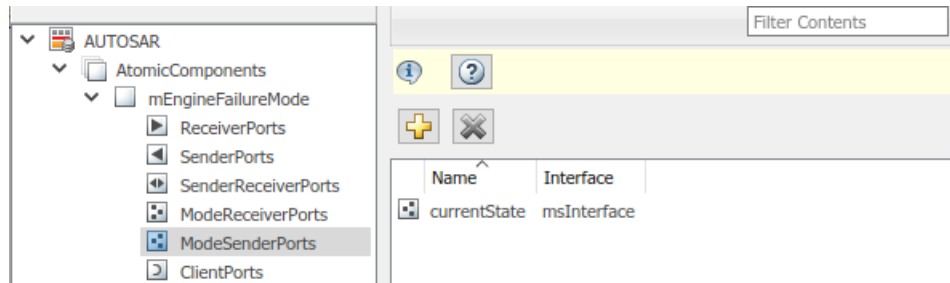 Filter Contents
AUTOSAR
AtomicComponents
mEngineFailureMode
ReceiverPorts
SenderPorts
SenderReceiverPorts
ModeReceiverPorts
ModeSenderPorts
ClientPorts
Name Interface
currentState msInterface